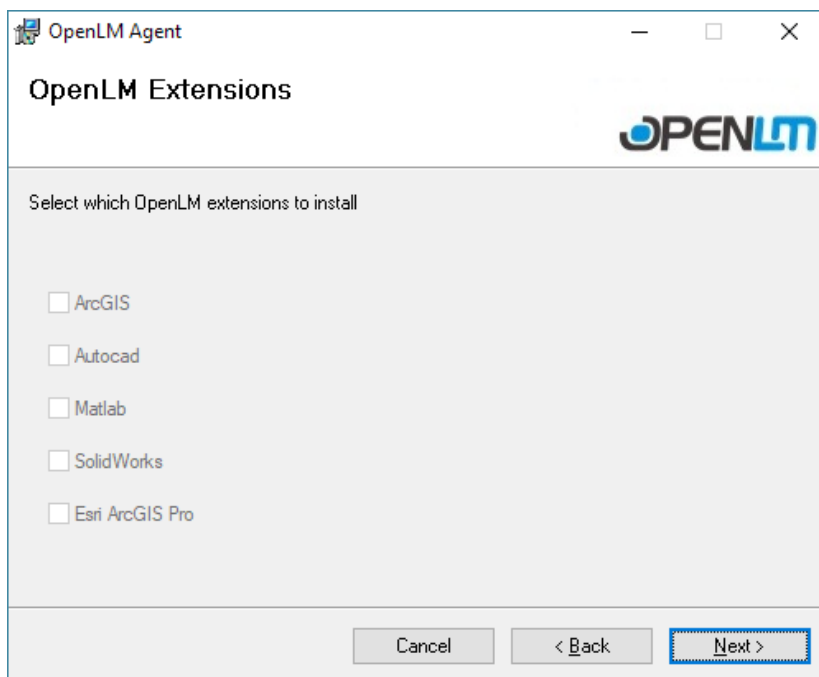 OpenLM Agent
OpenLM Extensions
OPENLM
Select which OpenLM extensions to install
ArcGIS
Autocad
Matlab
SolidWorks
Esri ArcGIS Pro
Cancel
< Back
Next >